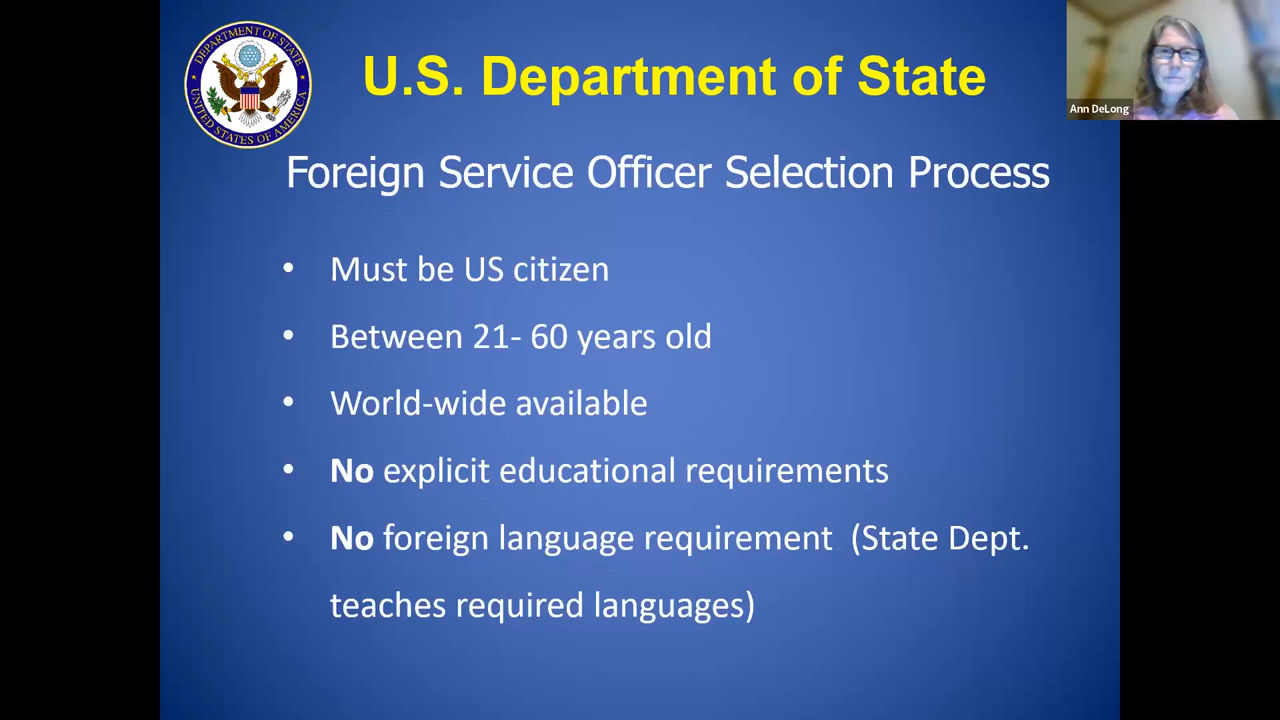 DEPARTMENT OF STATE
UNITED STATES OF AMERICA
U.S. Department of State
Ann DeLong
Foreign Service Officer Selection Process
• Must be US citizen
• Between 21- 60 years old
• World-wide available
• No explicit educational requirements
• No foreign language requirement  (State Dept.
teaches required languages)